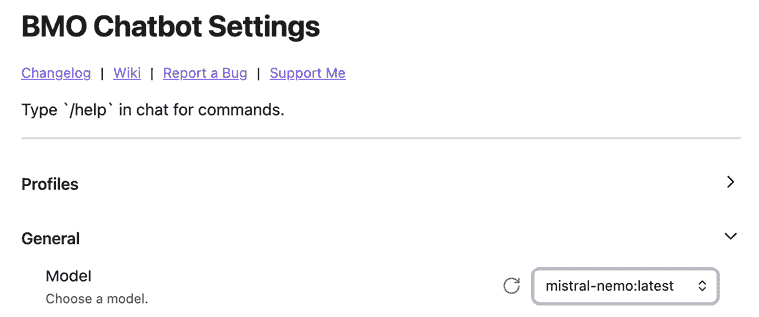 BMO Chatbot Settings
Changelog | Wiki | Report a Bug | Support Me
Type `/help` in chat for commands.
Profiles
General
Model
Choose a model.
mistral-nemo:latest